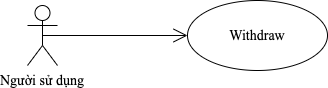 Withdraw
Người sử dụng